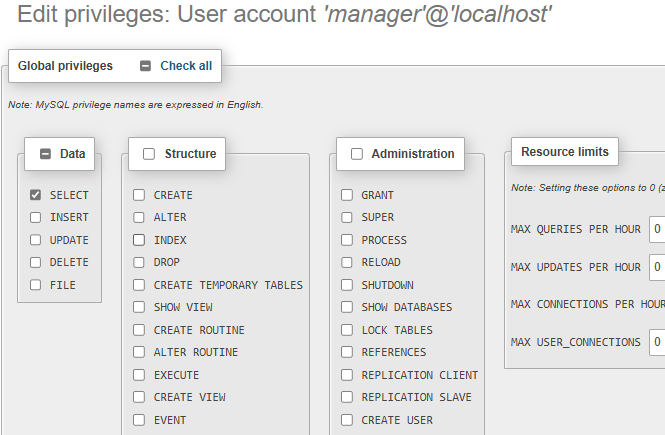 Edit privileges: User account 'manager'@'localhost'
Global privileges Check all
Note: MySQL privilege names are expressed in English.
Data
SELECT
INSERT
UPDATE
DELETE
FILE
Structure
CREATE
ALTER
INDEX
DROP
CREATE TEMPORARY TABLES
SHOW VIEW
CREATE ROUTINE
ALTER ROUTINE
EXECUTE
CREATE VIEW
EVENT
Administration
GRANT
SUPER
PROCESS
RELOAD
SHUTDOWN
SHOW DATABASES
LOCK TABLES
REFERENCES
REPLICATION CLIENT
REPLICATION SLAVE
CREATE USER
Resource limits
Note: Setting these options to 0 (z
MAX QUERIES PER HOUR 0
MAX UPDATES PER HOUR 0
MAX CONNECTIONS PER HOUR
MAX USER_CONNECTIONS 0